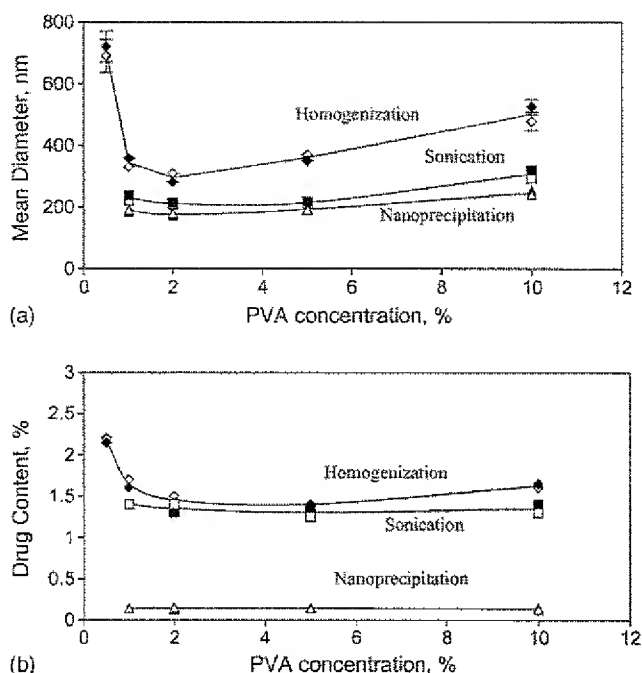 800
600
400
200
0
Mean Diameter, nm
Homogenization
Sonication
Nanoprecipitation
0 2 4 6 8 10 12
(a) PVA concentration, %
3
2.5
2
1.5
1
0.5
0
Drug Content, %
Homogenization
Sonication
Nanoprecipitation
0 2 4 6 8 10 12
(b) PVA concentration, %